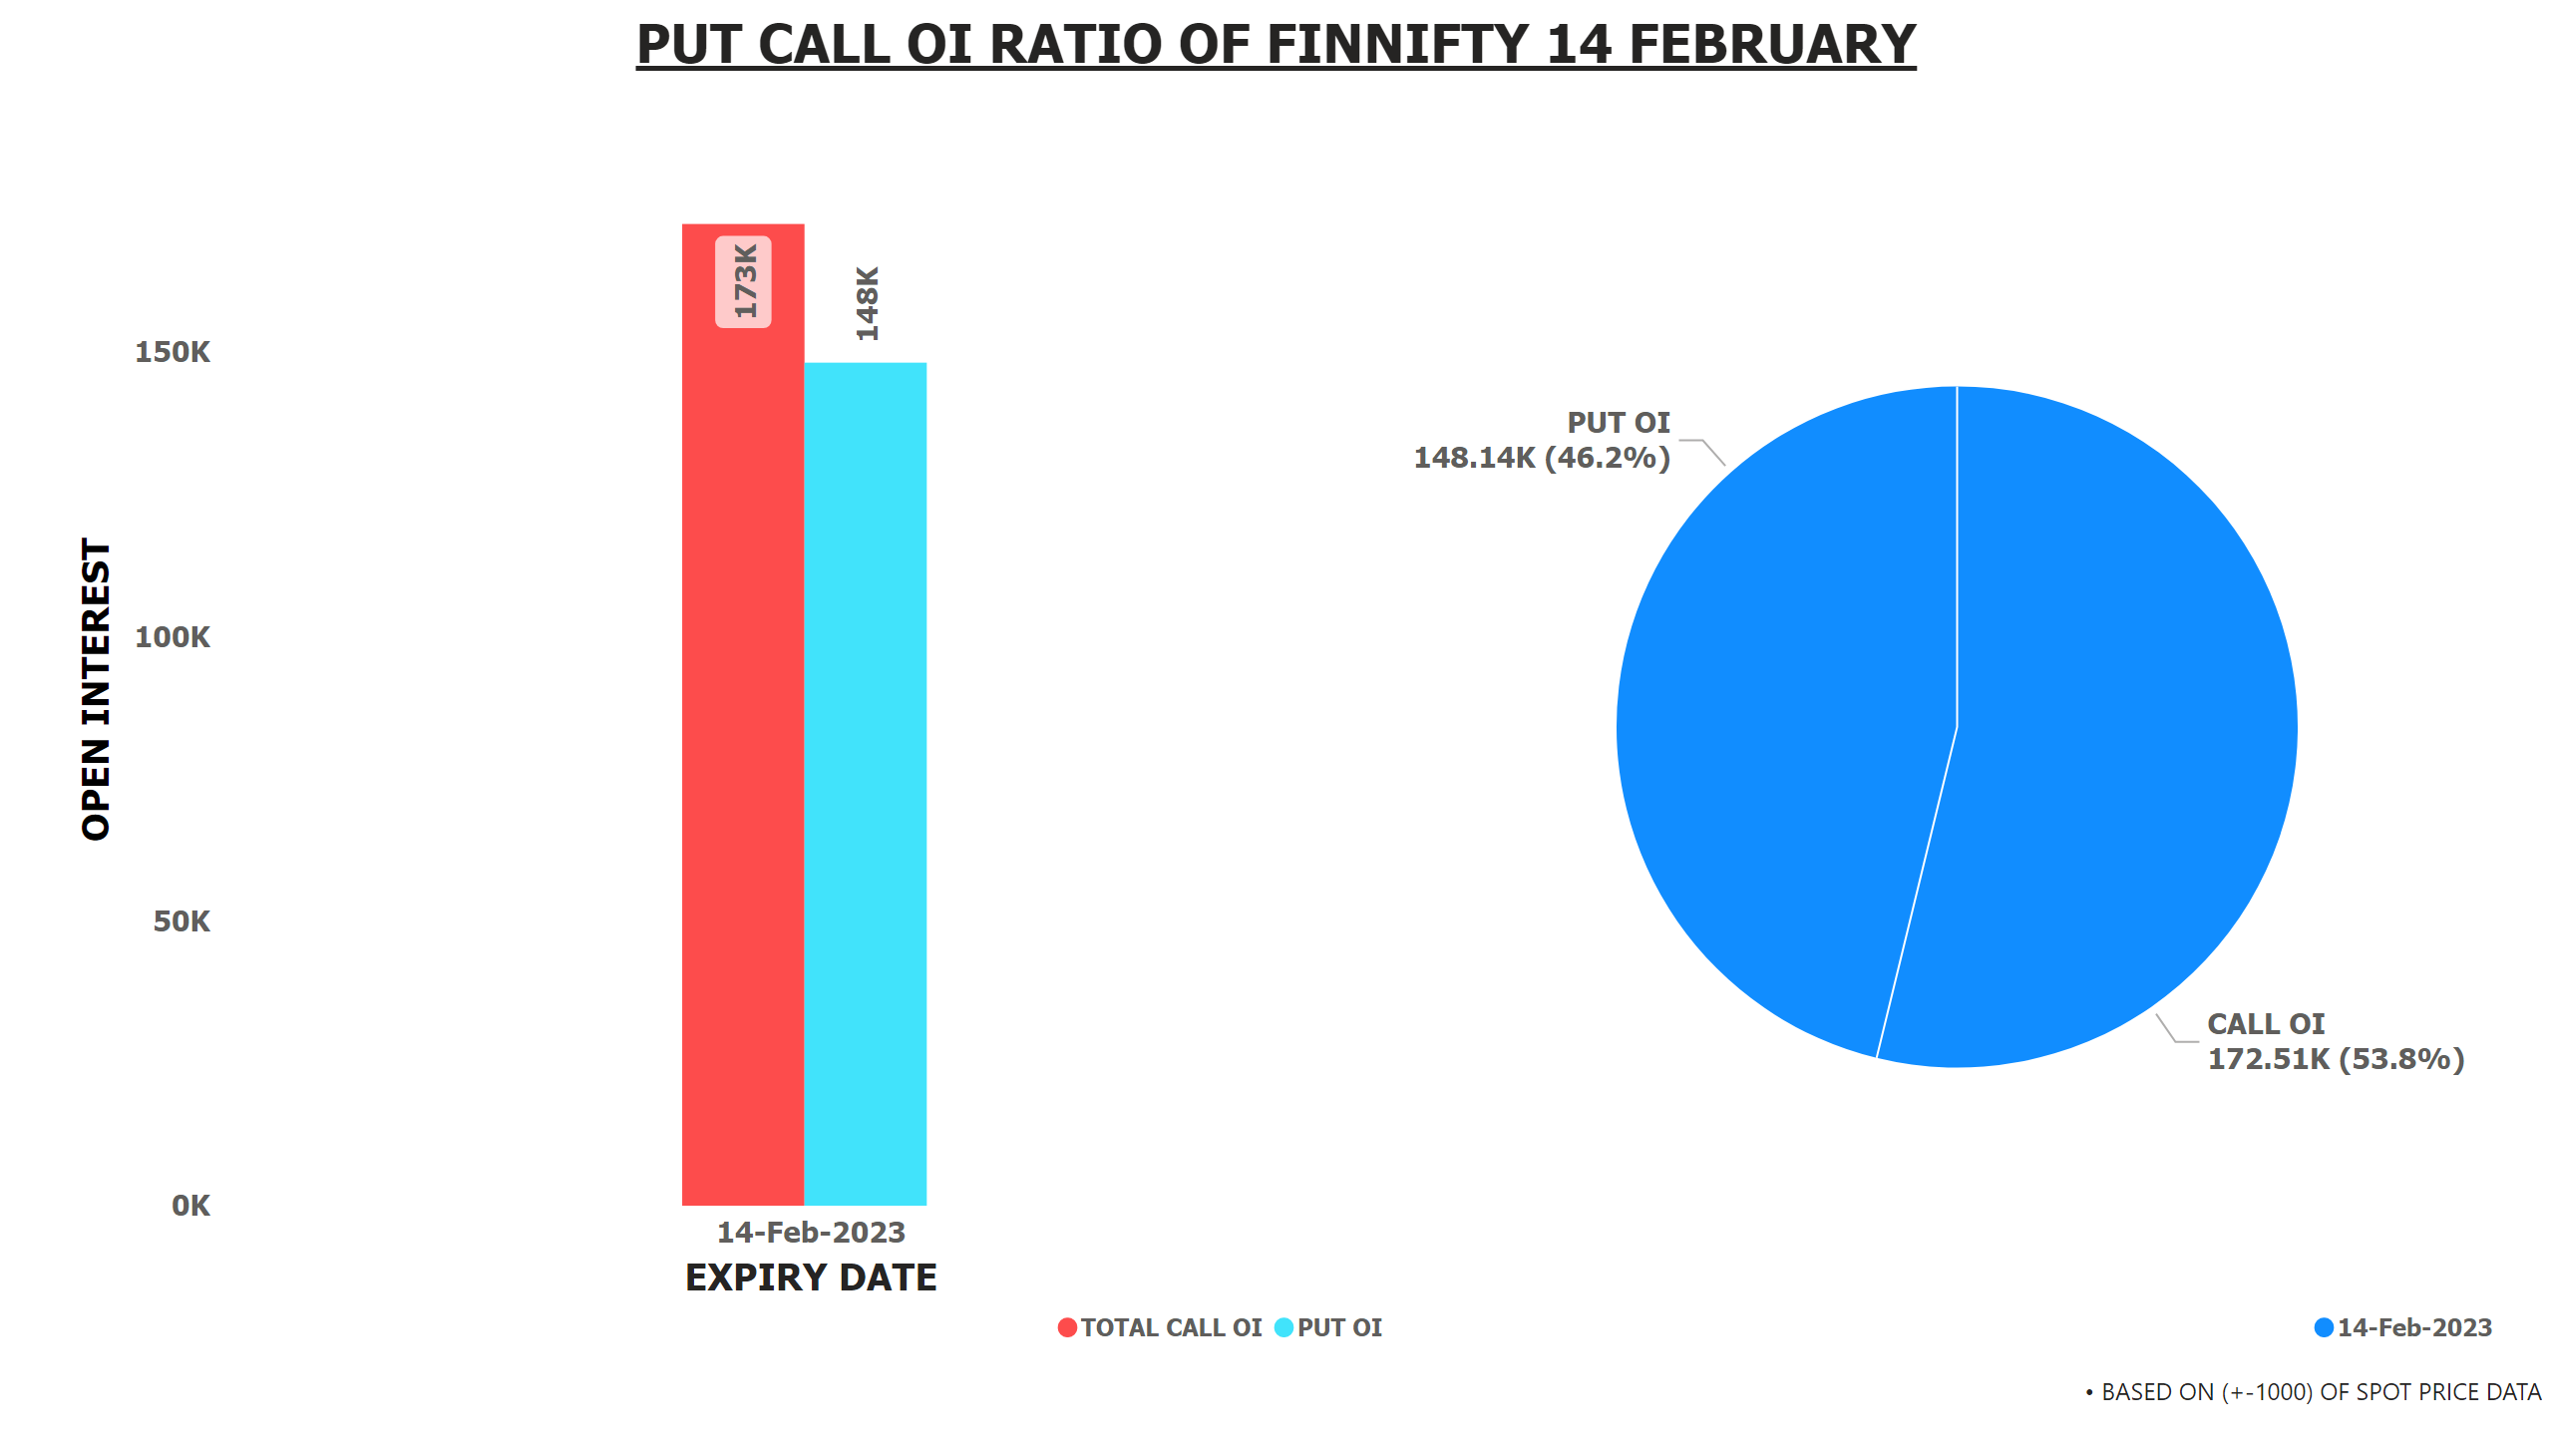 PUT CALL OI RATIO OF FINNIFTY 14 FEBRUARY
OPEN INTEREST
150K
100K
50K
0K
173K
148K
14-Feb-2023
EXPIRY DATE
TOTAL CALL OI
PUT OI
PUT OI
148.14K (46.2%)
CALL OI
172.51K (53.8%)
14-Feb-2023
• BASED ON (+-1000) OF SPOT PRICE DATA